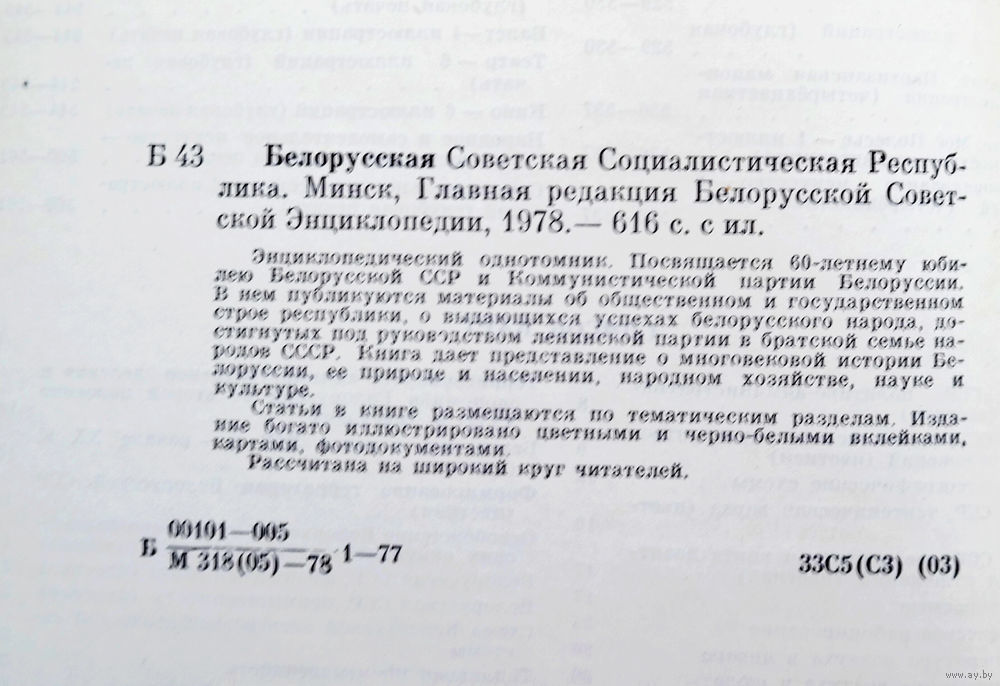 Б 43 Белорусская Советская Социалистическая Респуб-
лика. Минск, Главная редакция Белорусской Совет-
ской Энциклопедии, 1978.— 616 с. с ил.
Энциклопедический однотомник. Посвящается 60-летнему юби-
лею Белорусской ССР и Коммунистической партии Белоруссии.
В нем публикуются материалы об общественном и государственном
строе республики, о выдающихся успехах белорусского народа, до-
стигнутых под руководством ленинской партии в братской семье на-
родов СССР. Книга дает представление о многовековой истории Бе-
лоруссии, ее природе и населении, народном хозяйстве, науке и
культуре.
Статьи в книге размещаются по тематическим разделам. Изда-
ние богато иллюстрировано цветными и черно-белыми вклейками,
картами, фотодокументами.
Рассчитана на широкий круг читателей.
00101—005
Б 1—77
М 318(05)—78
33С5(С3) (03)
www.ay.by